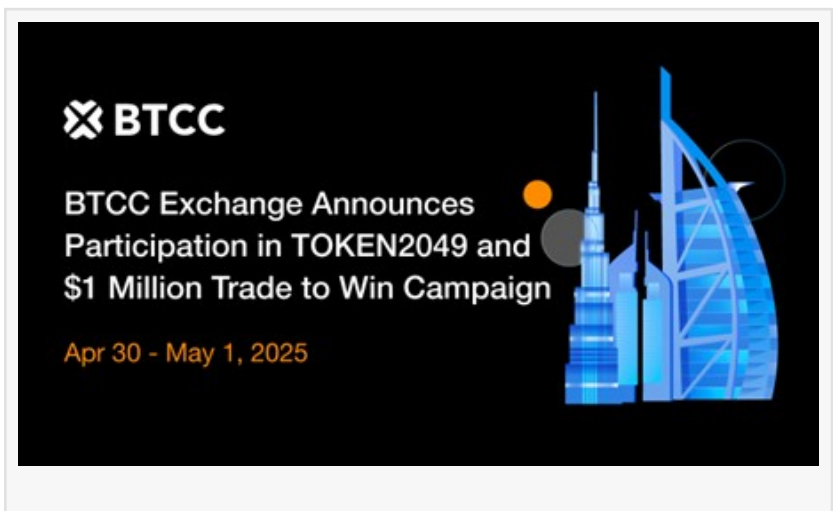 BTCC
BTCC Exchange Announces
Participation in TOKEN2049 and
$1 Million Trade to Win Campaign
Apr 30 - May 1, 2025